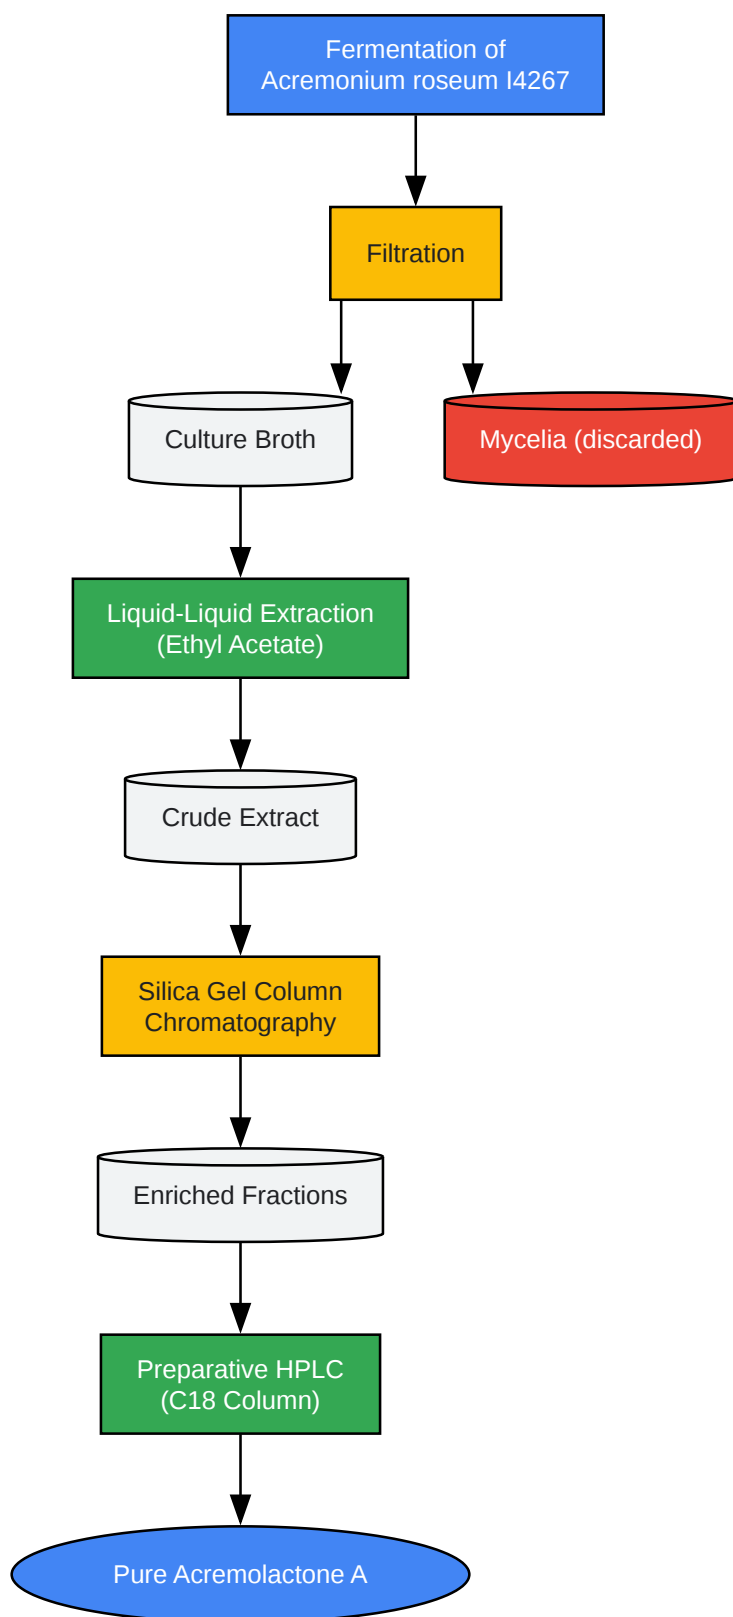 Fermentation of
Acremonium roseum I4267
Filtration
Culture Broth
Mycelia (discarded)
Liquid-Liquid Extraction
(Ethyl Acetate)
Crude Extract
Silica Gel Column
Chromatography
Enriched Fractions
Preparative HPLC
(C18 Column)
Pure Acremolactone A